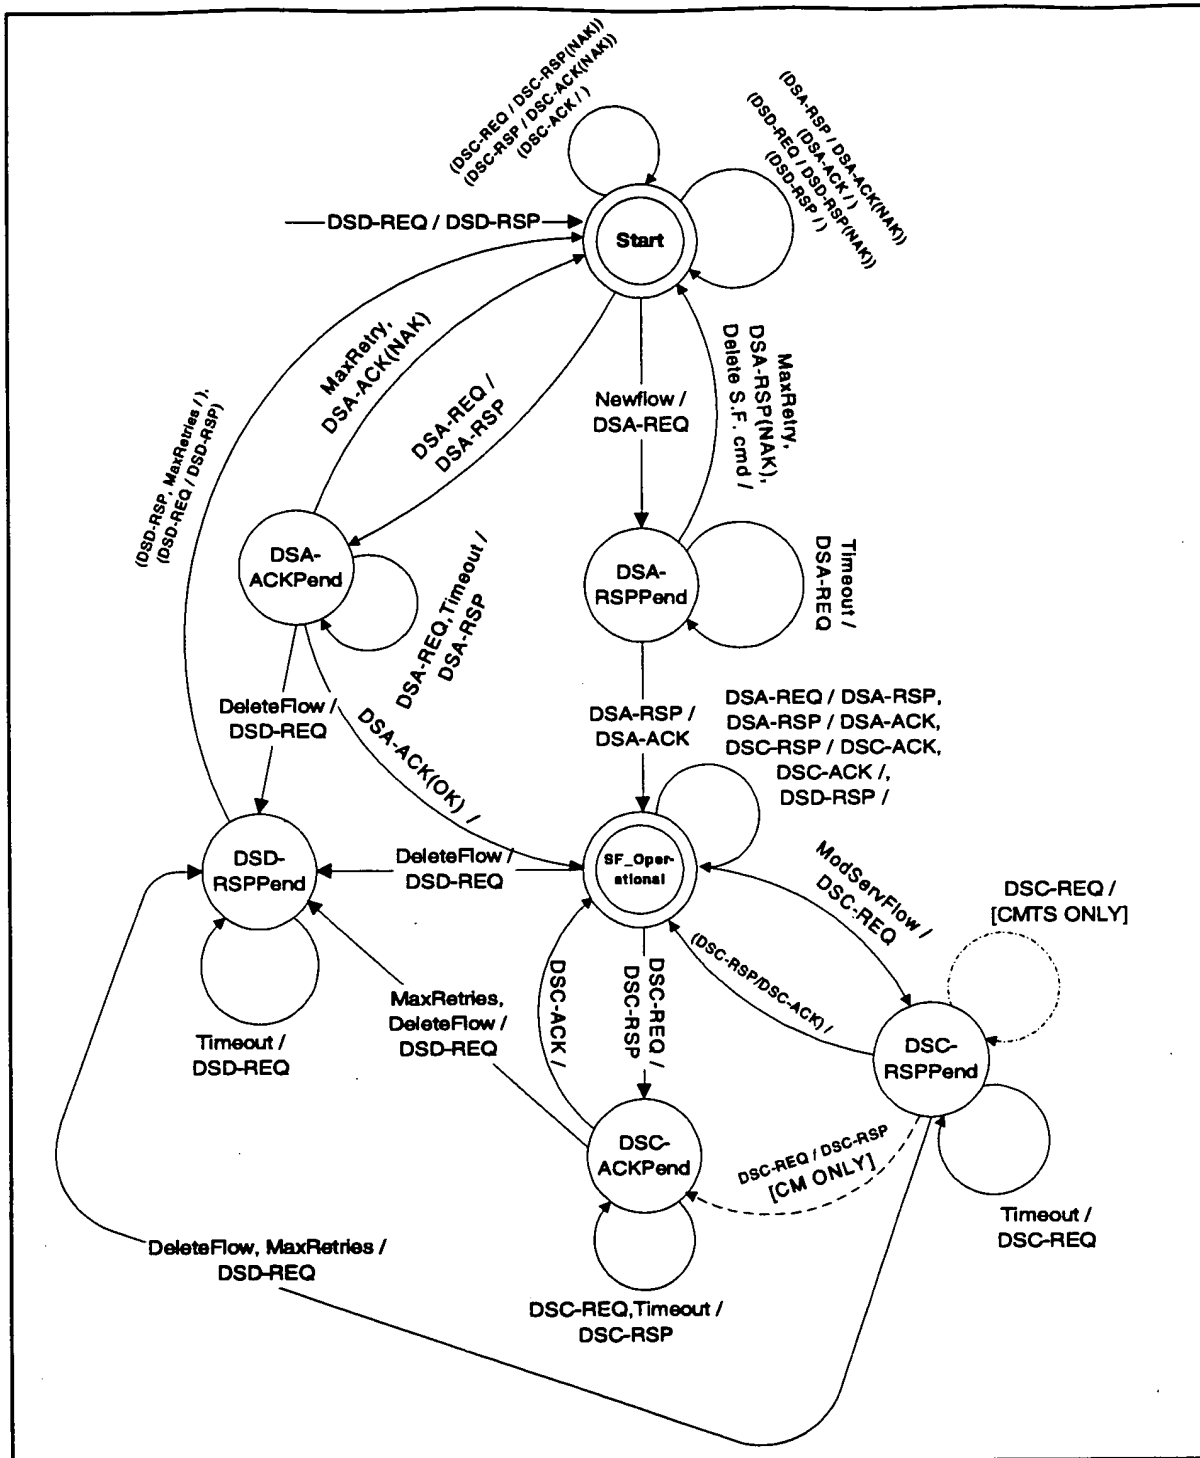 (DSC-REQ / DSC-RSP(NAK))
(DSC-RSP / DSC-ACK(NAK))
(DSC-ACK / )
(DSA-RSP / DSA-ACK(NAK))
(DSA-ACK / )
(DSD-REQ / DSD-RSP(NAK))
(DSD-RSP / )
DSD-REQ / DSD-RSP
Start
MaxRetry,
DSA-ACK(NAK)
DSA-REQ /
DSA-RSP
Newflow /
DSA-REQ
MaxRetry,
DSA-RSP(NAK),
Delete S.F. cmd /
(DSD-RSP, MaxRetries / ),
(DSD-REQ / DSD-RSP)
DSA-
ACKPend
DSA-REQ,Timeout /
DSA-RSP
DSA-
RSPPend
Timeout /
DSA-REQ
DeleteFlow /
DSD-REQ
DSA-ACK(OK) /
DSA-RSP /
DSA-ACK
DSA-REQ / DSA-RSP,
DSA-RSP / DSA-ACK,
DSC-RSP / DSC-ACK,
DSC-ACK /,
DSD-RSP /
DSD-
RSPPend
DeleteFlow /
DSD-REQ
SF_Oper-
ational
ModServFlow /
DSC-REQ
DSC-REQ /
[CMTS ONLY]
(DSC-RSP/DSC-ACK) /
DSC-ACK /
DSC-REQ /
DSC-RSP
MaxRetries,
DeleteFlow /
DSD-REQ
Timeout /
DSD-REQ
DSC-
RSPPend
DSC-
ACKPend
DSC-REQ / DSC-RSP
[CM ONLY]
Timeout /
DSC-REQ
DeleteFlow, MaxRetries /
DSD-REQ
DSC-REQ,Timeout /
DSC-RSP